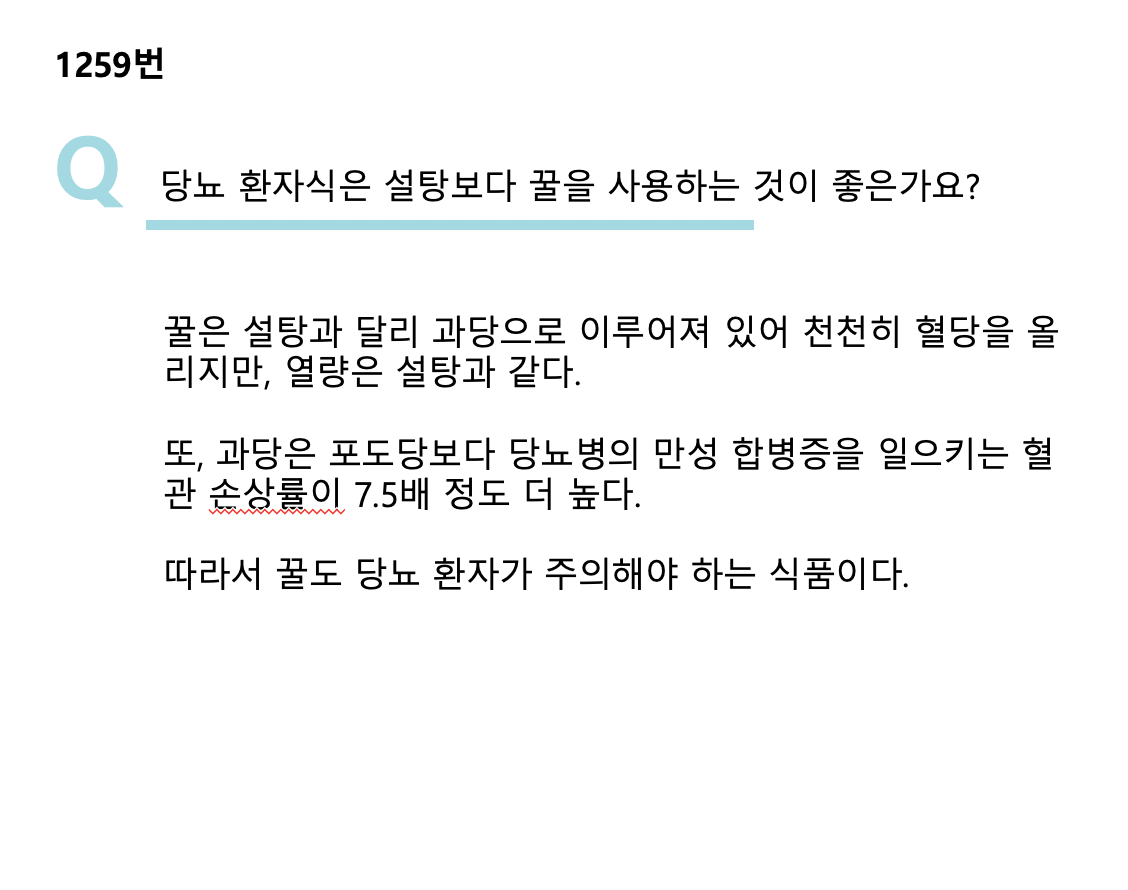 1259번
Q 당뇨 환자식은 설탕보다 꿀을 사용하는 것이 좋은가요?
꿀은 설탕과 달리 과당으로 이루어져 있어 천천히 혈당을 올
리지만, 열량은 설탕과 같다.
또, 과당은 포도당보다 당뇨병의 만성 합병증을 일으키는 혈
관 손상률이 7.5배 정도 더 높다.
따라서 꿀도 당뇨 환자가 주의해야 하는 식품이다.